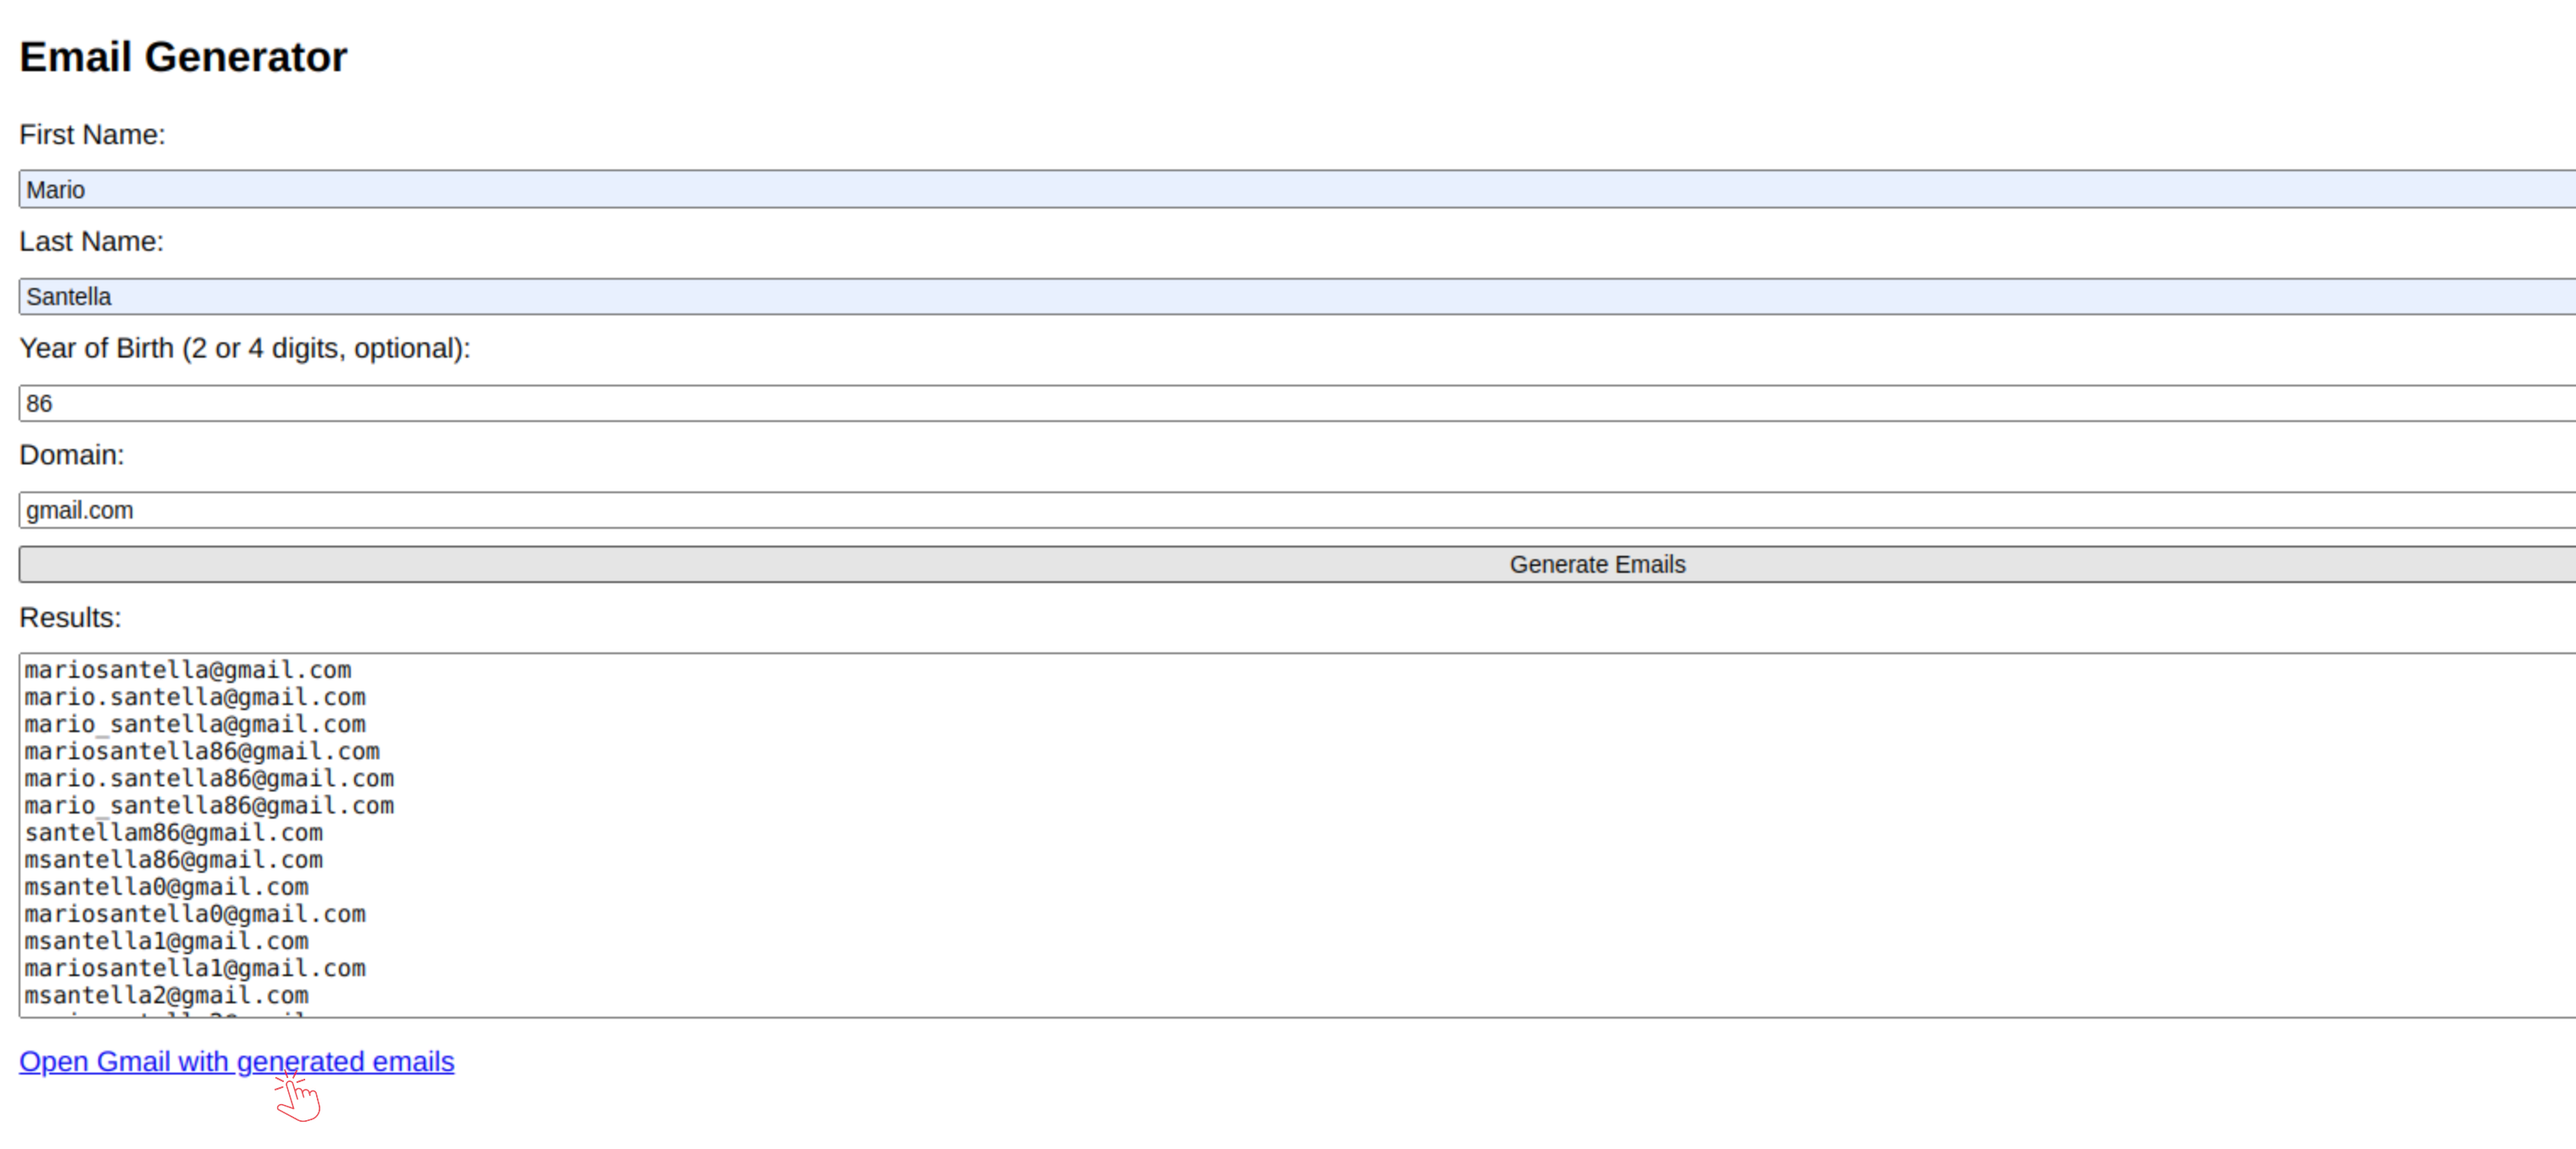 Email Generator
First Name:
Mario
Last Name:
Santella
Year of Birth (2 or 4 digits, optional):
86
Domain:
gmail.com
Generate Emails
Results:
mariosantella@gmail.com
mario.santella@gmail.com
mario_santella@gmail.com
mariosantella86@gmail.com
mario.santella86@gmail.com
mario_santella86@gmail.com
santellam86@gmail.com
msantella86@gmail.com
msantella0@gmail.com
mariosantella0@gmail.com
msantella1@gmail.com
mariosantella1@gmail.com
msantella2@gmail.com
Open Gmail with generated emails